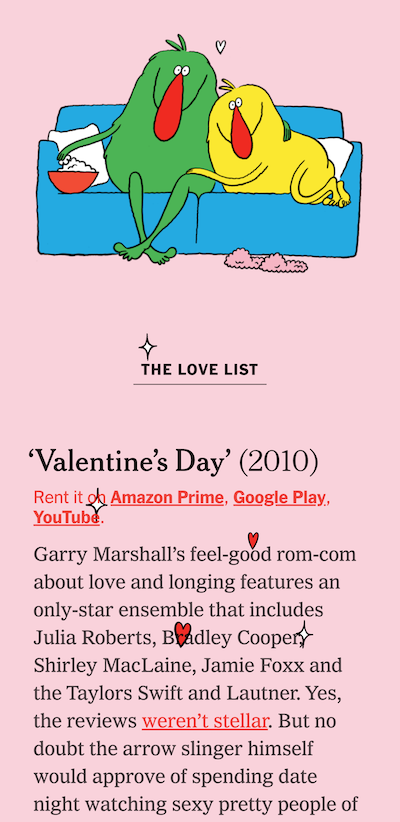 THE LOVE LIST
‘Valentine’s Day’ (2010)
Rent it on Amazon Prime, Google Play,
YouTube.
Garry Marshall’s feel-good rom-com
about love and longing features an
only-star ensemble that includes
Julia Roberts, Bradley Cooper,
Shirley MacLaine, Jamie Foxx and
the Taylors Swift and Lautner. Yes,
the reviews weren’t stellar. But no
doubt the arrow slinger himself
would approve of spending date
night watching sexy pretty people of